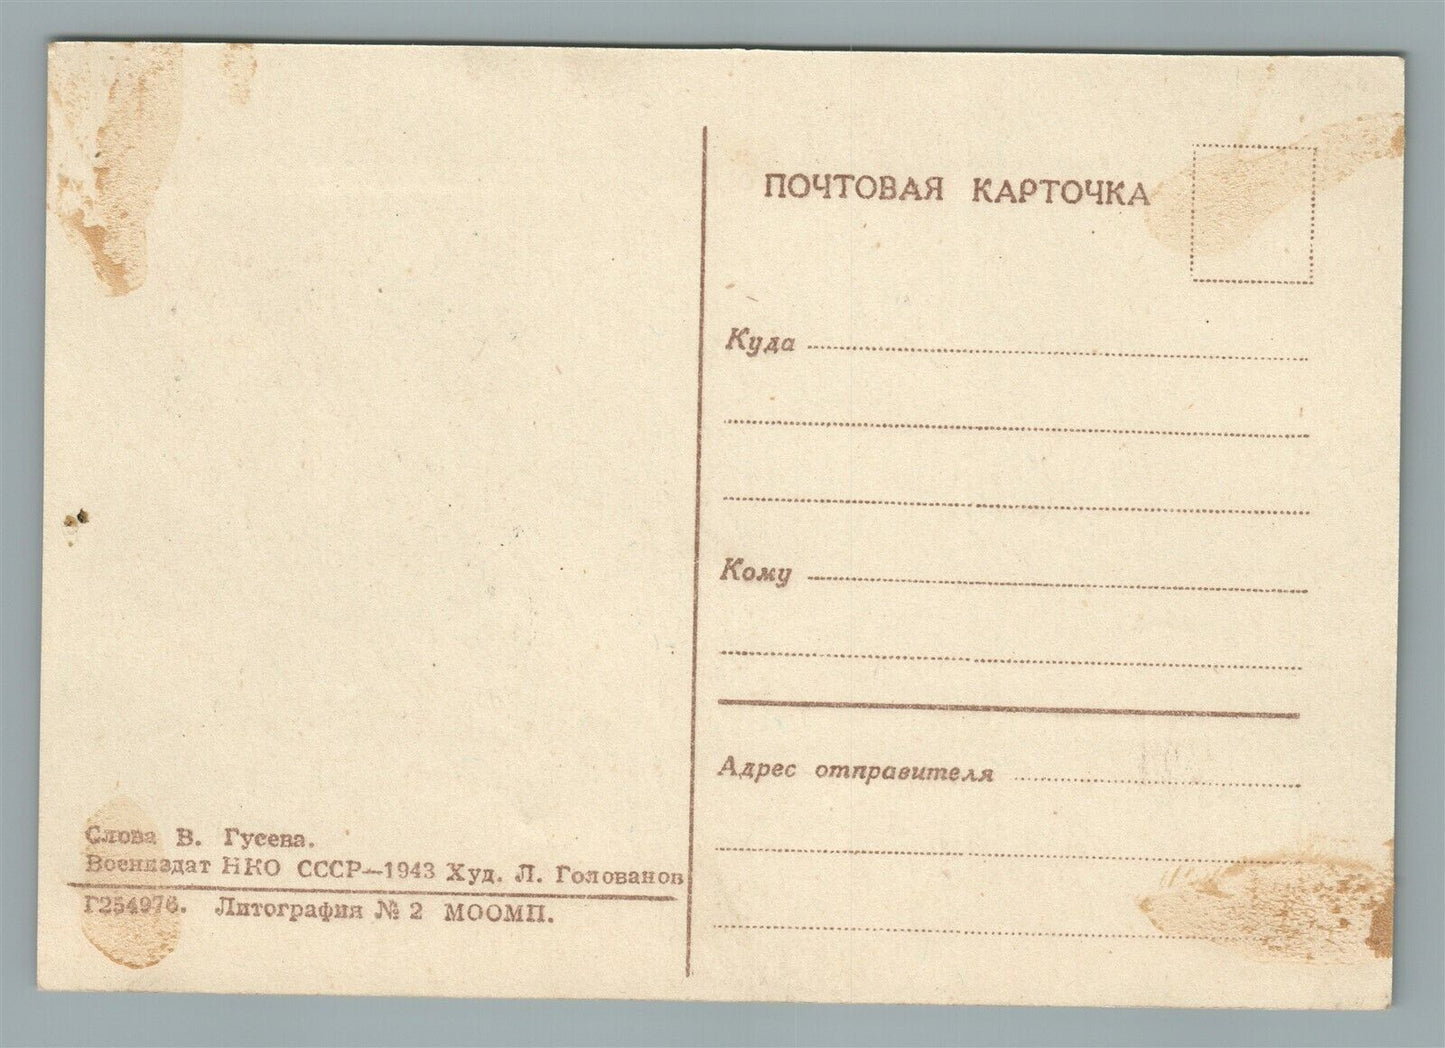 ПОЧТОВАЯ КАРТОЧКА
Куда
Кому
Адрес отправителя
Слова В. Гусева.
Воениздат НКО СССР—1943 Худ. Л. Голованов
Г254976. Литография № 2 МООМП.